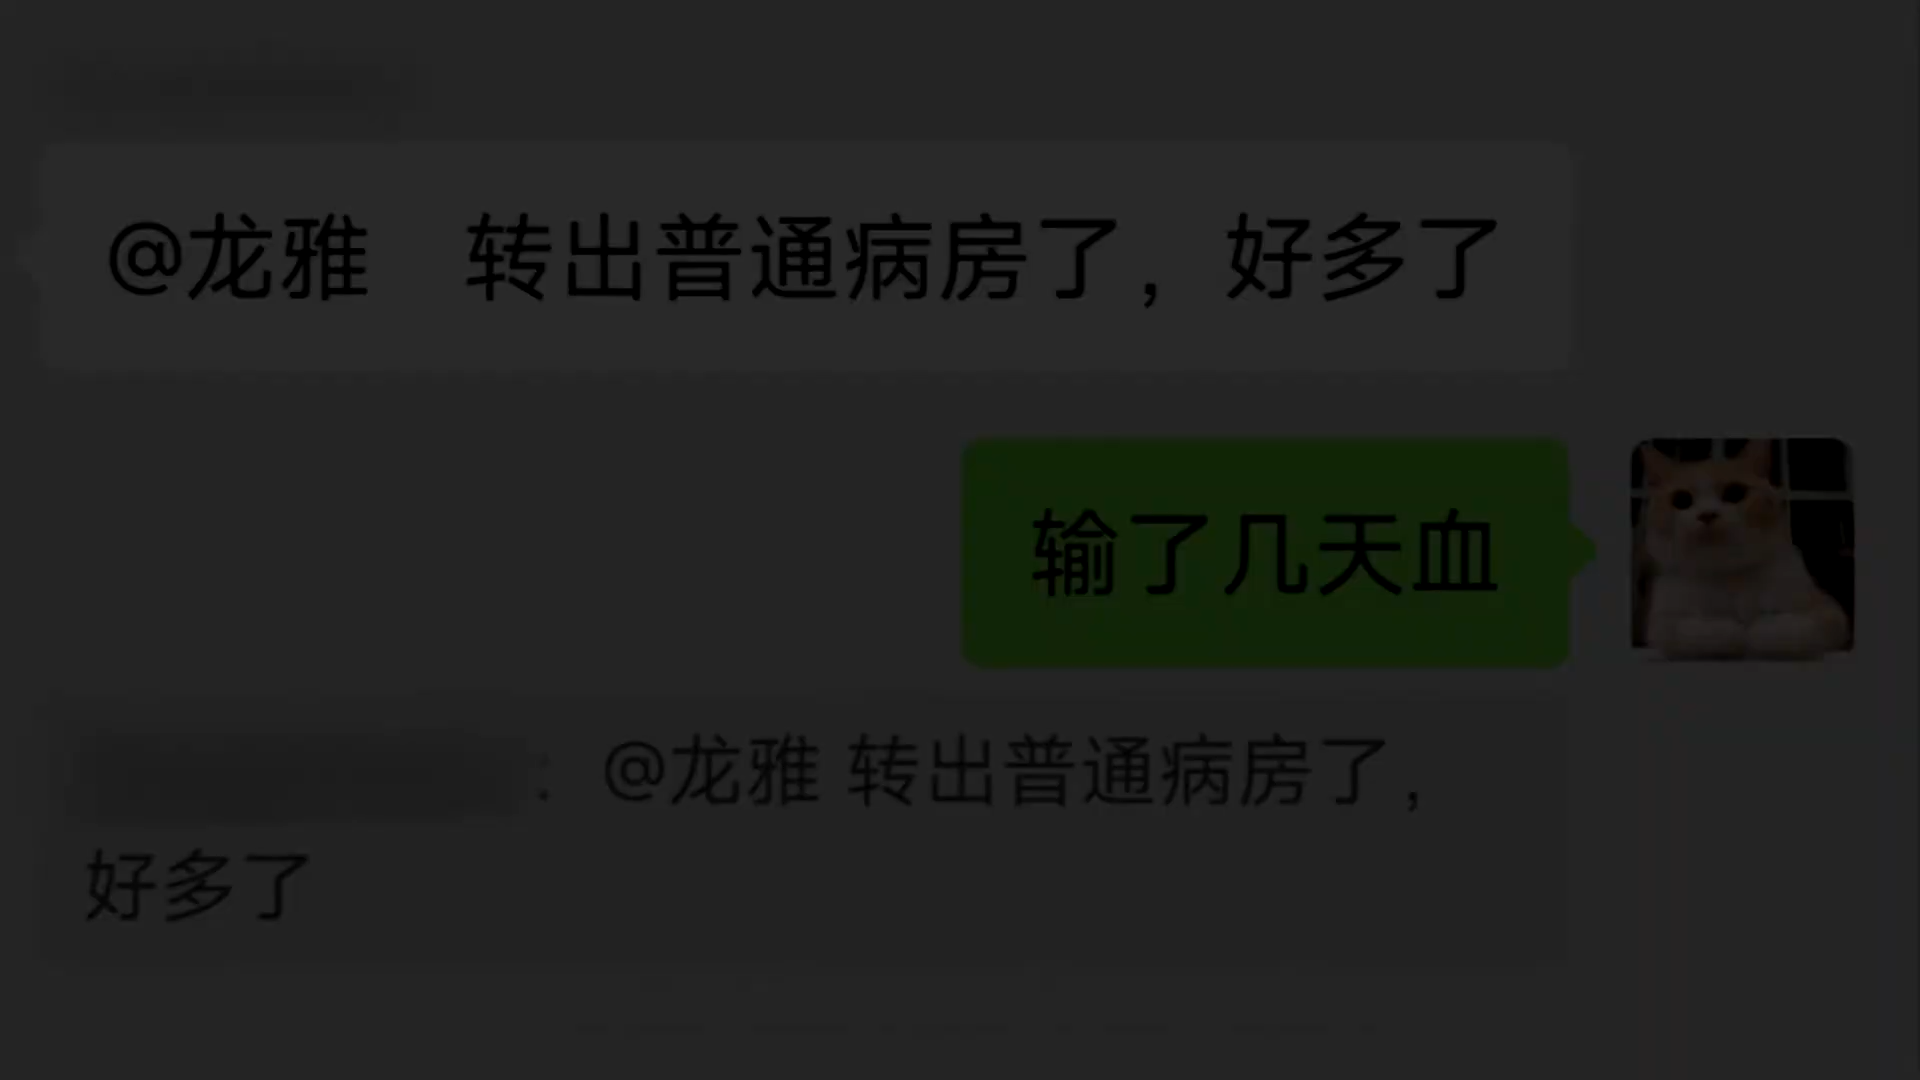 @龙雅 转出普通病房了，好多了
输了几天血
：@龙雅 转出普通病房了，
好多了